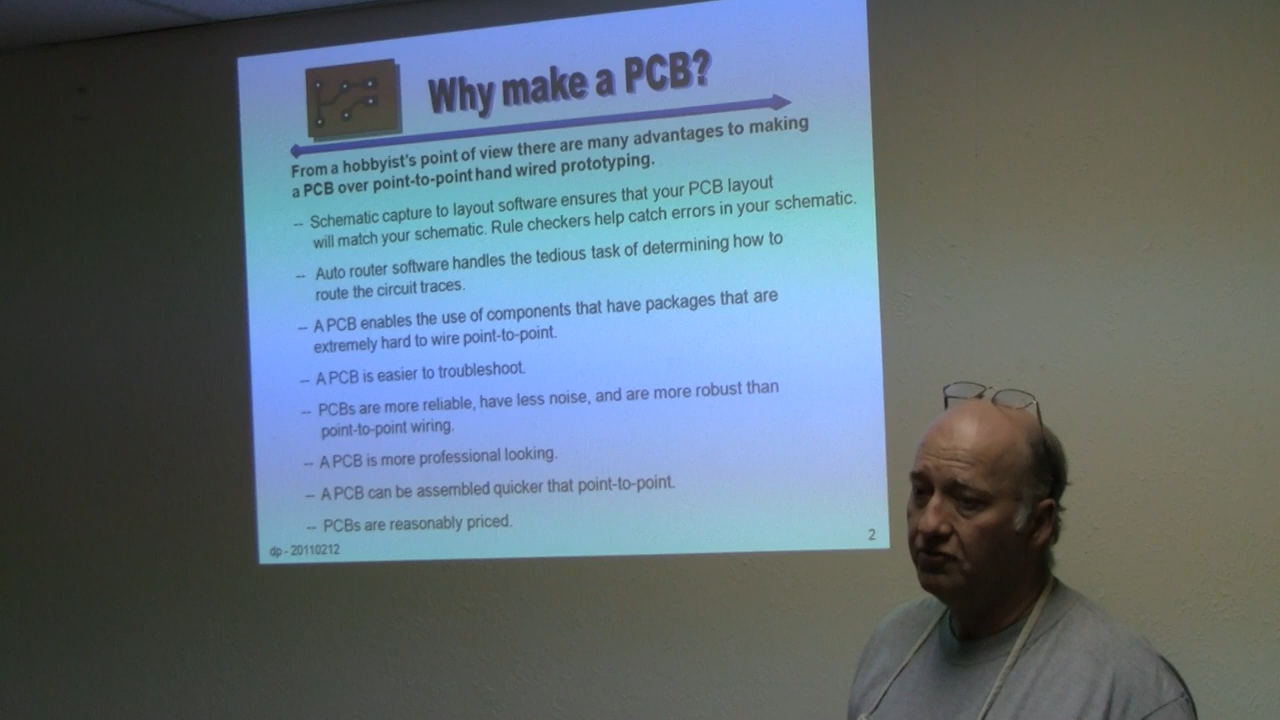 Why make a PCB?
From a hobbyist's point of view there are many advantages to making
a PCB over point-to-point hand wired prototyping.
– Schematic capture to layout software ensures that your PCB layout
will match your schematic. Rule checkers help catch errors in your schematic.
– Auto router software handles the tedious task of determining how to
route the circuit traces.
– A PCB enables the use of components that have packages that are
extremely hard to wire point-to-point.
– A PCB is easier to troubleshoot.
– PCBs are more reliable, have less noise, and are more robust than
point-to-point wiring.
– A PCB is more professional looking.
– A PCB can be assembled quicker that point-to-point.
– PCBs are reasonably priced.
dp - 20110212
2